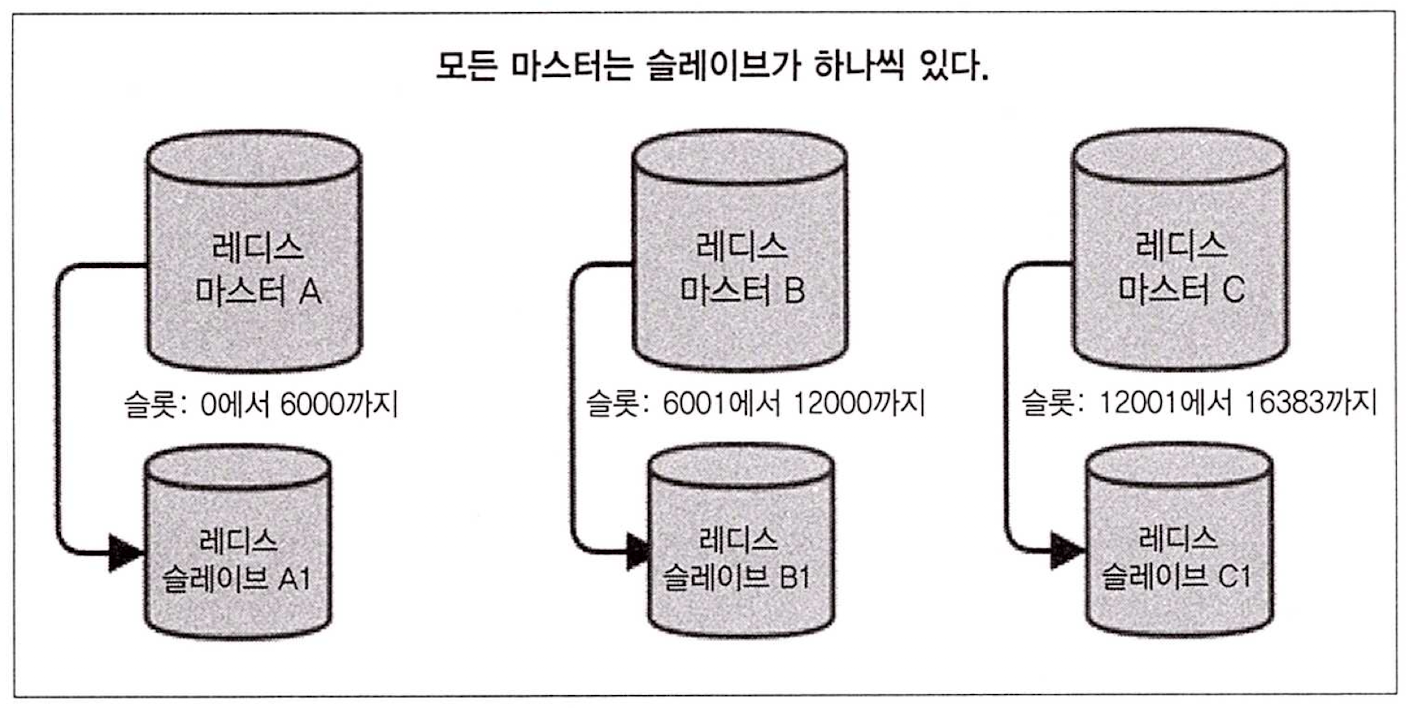 모든 마스터는 슬레이브가 하나씩 있다.
레디스
마스터 A
레디스
마스터 B
레디스
마스터 C
슬롯: 0에서 6000까지
슬롯: 6001에서 12000까지
슬롯: 12001에서 16383까지
레디스
슬레이브 A1
레디스
슬레이브 B1
레디스
슬레이브 C1